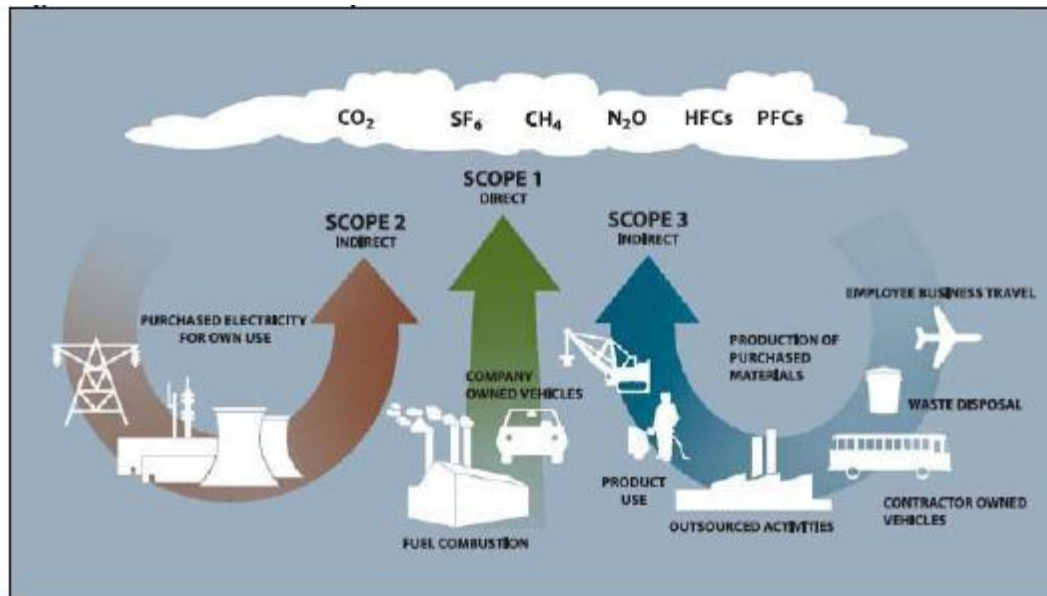 CO₂ SF₆ CH₄ N₂O HFCs PFCs
SCOPE 1
DIRECT
SCOPE 2
INDIRECT
SCOPE 3
INDIRECT
PURCHASED ELECTRICITY
FOR OWN USE
COMPANY
OWNED VEHICLES
FUEL COMBUSTION
EMPLOYEE BUSINESS TRAVEL
PRODUCTION OF
PURCHASED
MATERIALS
WASTE DISPOSAL
PRODUCT
USE
OUTSOURCED ACTIVITIES
CONTRACTOR OWNED
VEHICLES